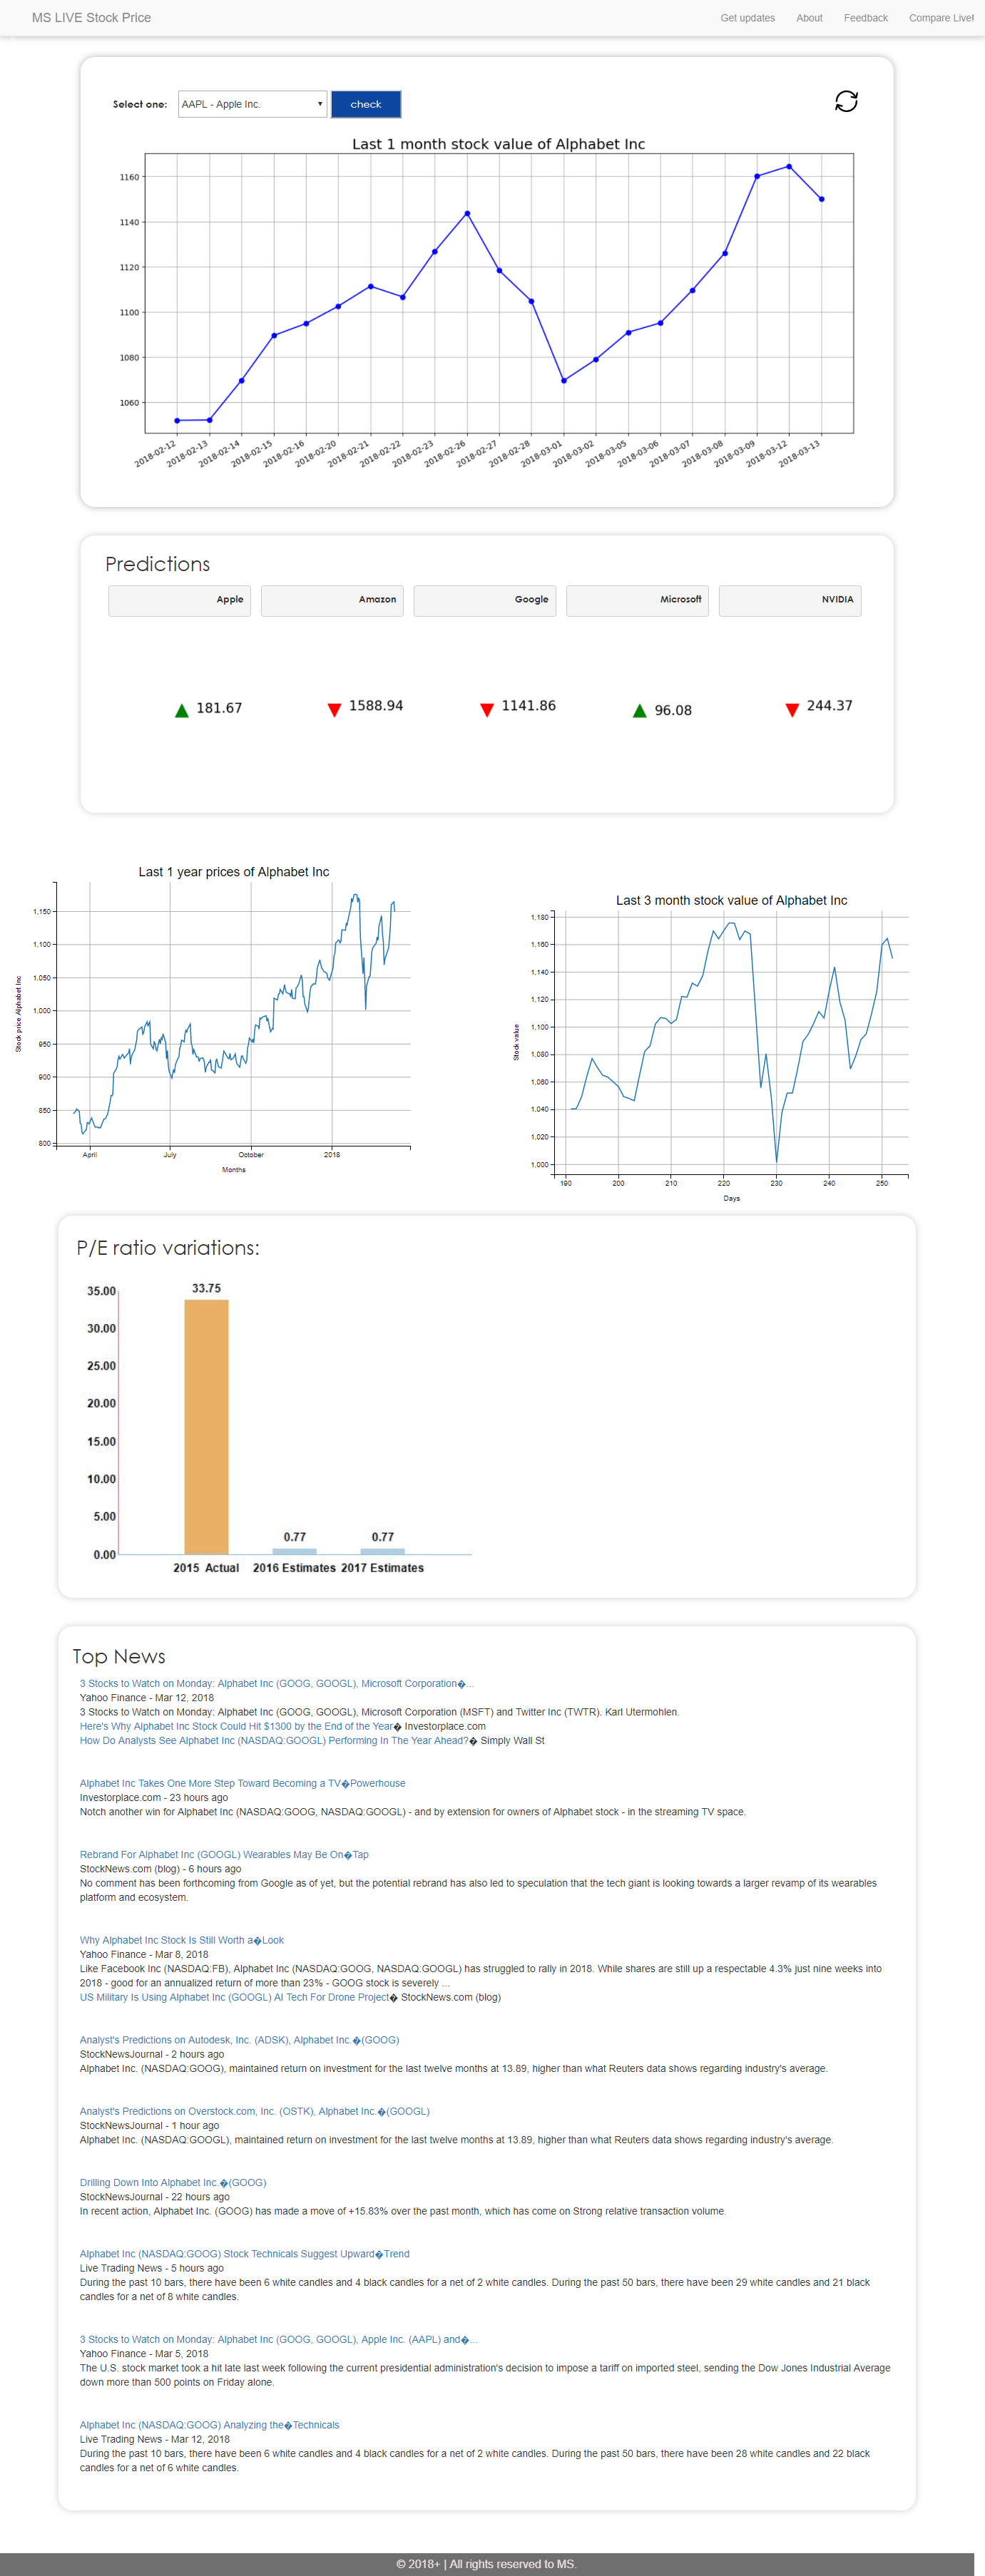 MS LIVE Stock Price
Get updates About Feedback Compare Live!
Select one: AAPL - Apple Inc. check
Last 1 month stock value of Alphabet Inc
1160
1140
1120
1100
1080
1060
2018-02-12 2018-02-13 2018-02-14 2018-02-15 2018-02-16 2018-02-20 2018-02-21 2018-02-22 2018-02-23 2018-02-26 2018-02-27 2018-02-28 2018-03-01 2018-03-02 2018-03-05 2018-03-06 2018-03-07 2018-03-08 2018-03-09 2018-03-12 2018-03-13
Predictions
Apple Amazon Google Microsoft NVIDIA
▲ 181.67 ▼ 1588.94 ▼ 1141.86 ▲ 96.08 ▼ 244.37
Last 1 year prices of Alphabet Inc
1,150
1,100
1,050
1,000
950
900
850
800
Stock price Alphabet Inc
April July October 2018
Months
Last 3 month stock value of Alphabet Inc
1,180
1,160
1,140
1,120
1,100
1,080
1,060
1,040
1,020
1,000
Stock value
190 200 210 220 230 240 250
Days
P/E ratio variations:
35.00
30.00
25.00
20.00
15.00
10.00
5.00
0.00
33.75
0.77 0.77
2015 Actual 2016 Estimates 2017 Estimates
Top News
3 Stocks to Watch on Monday: Alphabet Inc (GOOG, GOOGL), Microsoft Corporation�...
Yahoo Finance - Mar 12, 2018
3 Stocks to Watch on Monday: Alphabet Inc (GOOG, GOOGL), Microsoft Corporation (MSFT) and Twitter Inc (TWTR). Karl Utermohlen.
Here's Why Alphabet Inc Stock Could Hit $1300 by the End of the Year� Investorplace.com
How Do Analysts See Alphabet Inc (NASDAQ:GOOGL) Performing In The Year Ahead?� Simply Wall St
Alphabet Inc Takes One More Step Toward Becoming a TV�Powerhouse
Investorplace.com - 23 hours ago
Notch another win for Alphabet Inc (NASDAQ:GOOG, NASDAQ:GOOGL) - and by extension for owners of Alphabet stock - in the streaming TV space.
Rebrand For Alphabet Inc (GOOGL) Wearables May Be On�Tap
StockNews.com (blog) - 6 hours ago
No comment has been forthcoming from Google as of yet, but the potential rebrand has also led to speculation that the tech giant is looking towards a larger revamp of its wearables
platform and ecosystem.
Why Alphabet Inc Stock Is Still Worth a�Look
Yahoo Finance - Mar 8, 2018
Like Facebook Inc (NASDAQ:FB), Alphabet Inc (NASDAQ:GOOG, NASDAQ:GOOGL) has struggled to rally in 2018. While shares are still up a respectable 4.3% just nine weeks into
2018 - good for an annualized return of more than 23% - GOOG stock is severely ...
US Military Is Using Alphabet Inc (GOOGL) AI Tech For Drone Project� StockNews.com (blog)
Analyst's Predictions on Autodesk, Inc. (ADSK), Alphabet Inc.�(GOOG)
StockNewsJournal - 2 hours ago
Alphabet Inc. (NASDAQ:GOOG), maintained return on investment for the last twelve months at 13.89, higher than what Reuters data shows regarding industry's average.
Analyst's Predictions on Overstock.com, Inc. (OSTK), Alphabet Inc.�(GOOGL)
StockNewsJournal - 1 hour ago
Alphabet Inc. (NASDAQ:GOOGL), maintained return on investment for the last twelve months at 13.89, higher than what Reuters data shows regarding industry's average.
Drilling Down Into Alphabet Inc.�(GOOG)
StockNewsJournal - 22 hours ago
In recent action, Alphabet Inc. (GOOG) has made a move of +15.83% over the past month, which has come on Strong relative transaction volume.
Alphabet Inc (NASDAQ:GOOG) Stock Technicals Suggest Upward�Trend
Live Trading News - 5 hours ago
During the past 10 bars, there have been 6 white candles and 4 black candles for a net of 2 white candles. During the past 50 bars, there have been 29 white candles and 21 black
candles for a net of 8 white candles.
3 Stocks to Watch on Monday: Alphabet Inc (GOOG, GOOGL), Apple Inc. (AAPL) and�...
Yahoo Finance - Mar 5, 2018
The U.S. stock market took a hit late last week following the current presidential administration's decision to impose a tariff on imported steel, sending the Dow Jones Industrial Average
down more than 500 points on Friday alone.
Alphabet Inc (NASDAQ:GOOG) Analyzing the�Technicals
Live Trading News - Mar 12, 2018
During the past 10 bars, there have been 6 white candles and 4 black candles for a net of 2 white candles. During the past 50 bars, there have been 28 white candles and 22 black
candles for a net of 6 white candles.
© 2018+ | All rights reserved to MS.